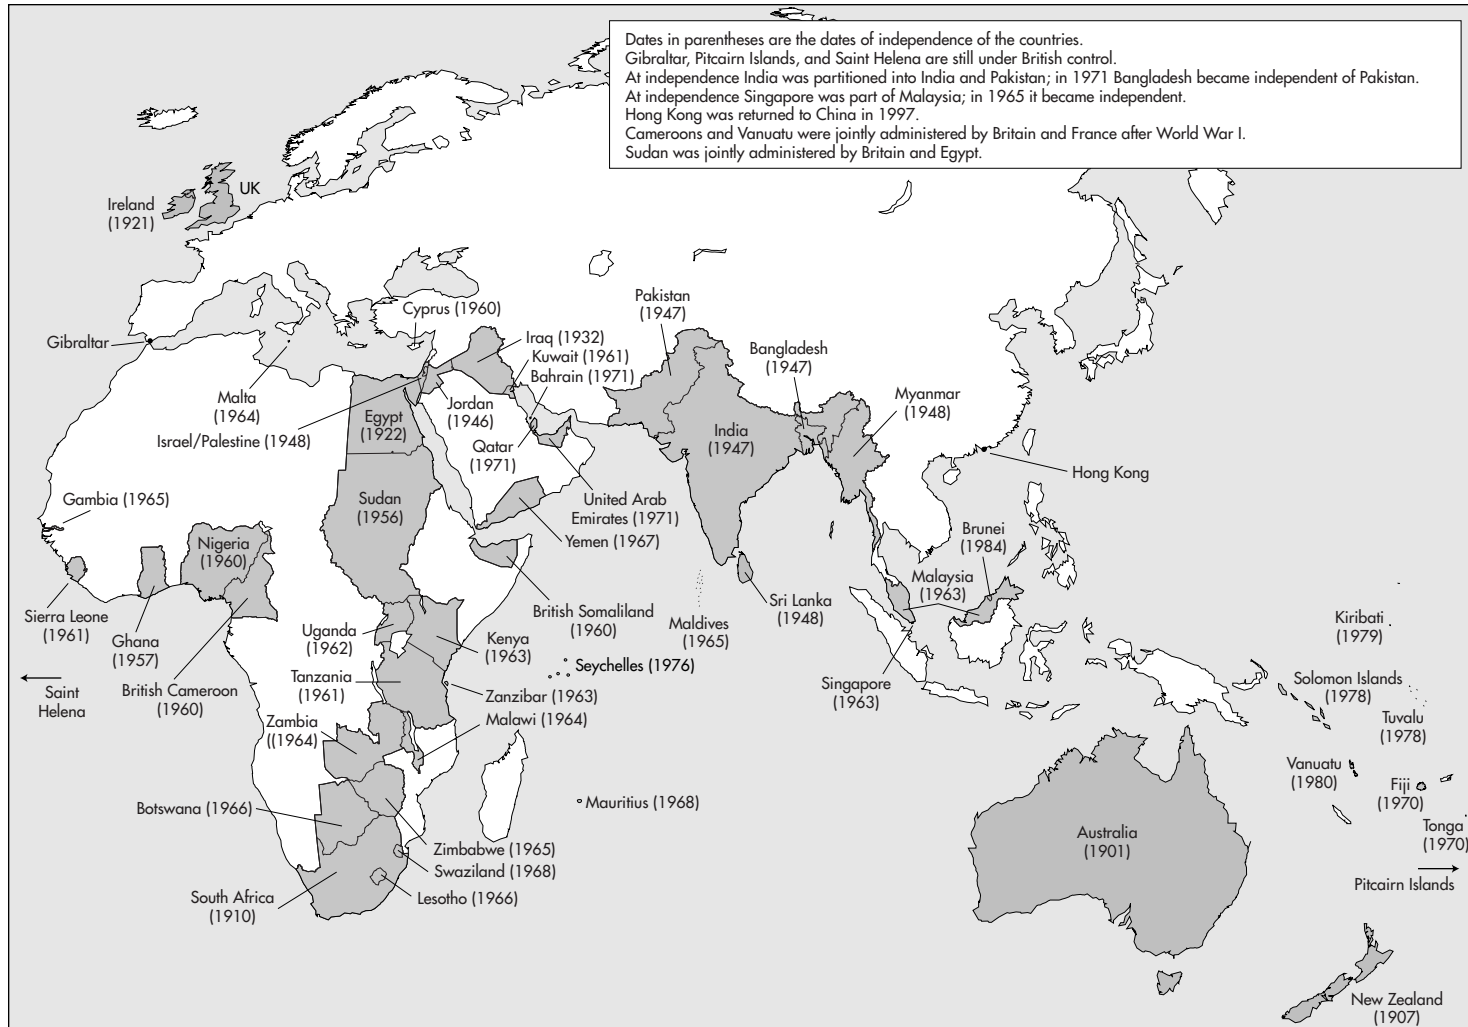 Dates in parentheses are the dates of independence of the countries.
Gibraltar, Pitcairn Islands, and Saint Helena are still under British control.
At independence India was partitioned into India and Pakistan; in 1971 Bangladesh became independent of Pakistan.
At independence Singapore was part of Malaysia; in 1965 it became independent.
Hong Kong was returned to China in 1997.
Cameroons and Vanuatu were jointly administered by Britain and France after World War I.
Sudan was jointly administered by Britain and Egypt.
UK
Ireland
(1921)
Gibraltar
Malta
(1964)
Cyprus (1960)
Iraq (1932)
Kuwait (1961)
Bahrain (1971)
Israel/Palestine (1948)
Egypt
(1922)
Jordan
(1946)
Qatar
(1971)
Pakistan
(1947)
Bangladesh
(1947)
India
(1947)
Myanmar
(1948)
Hong Kong
Gambia (1965)
Sudan
(1956)
United Arab
Emirates (1971)
Yemen (1967)
Nigeria
(1960)
Brunei
(1984)
Malaysia
(1963)
Sierra Leone
(1961)
Ghana
(1957)
British Cameroon
(1960)
Saint
Helena
Uganda
(1962)
Kenya
(1963)
British Somaliland
(1960)
Maldives
(1965)
Sri Lanka
(1948)
Singapore
(1963)
Kiribati
(1979)
Solomon Islands
(1978)
Tuvalu
(1978)
Seychelles (1976)
Tanzania
(1961)
Zanzibar (1963)
Malawi (1964)
Zambia
((1964)
Vanuatu
(1980)
Fiji
(1970)
Tonga
(1970)
Botswana (1966)
Mauritius (1968)
Zimbabwe (1965)
Swaziland (1968)
Lesotho (1966)
South Africa
(1910)
Australia
(1901)
Pitcairn Islands
New Zealand
(1907)